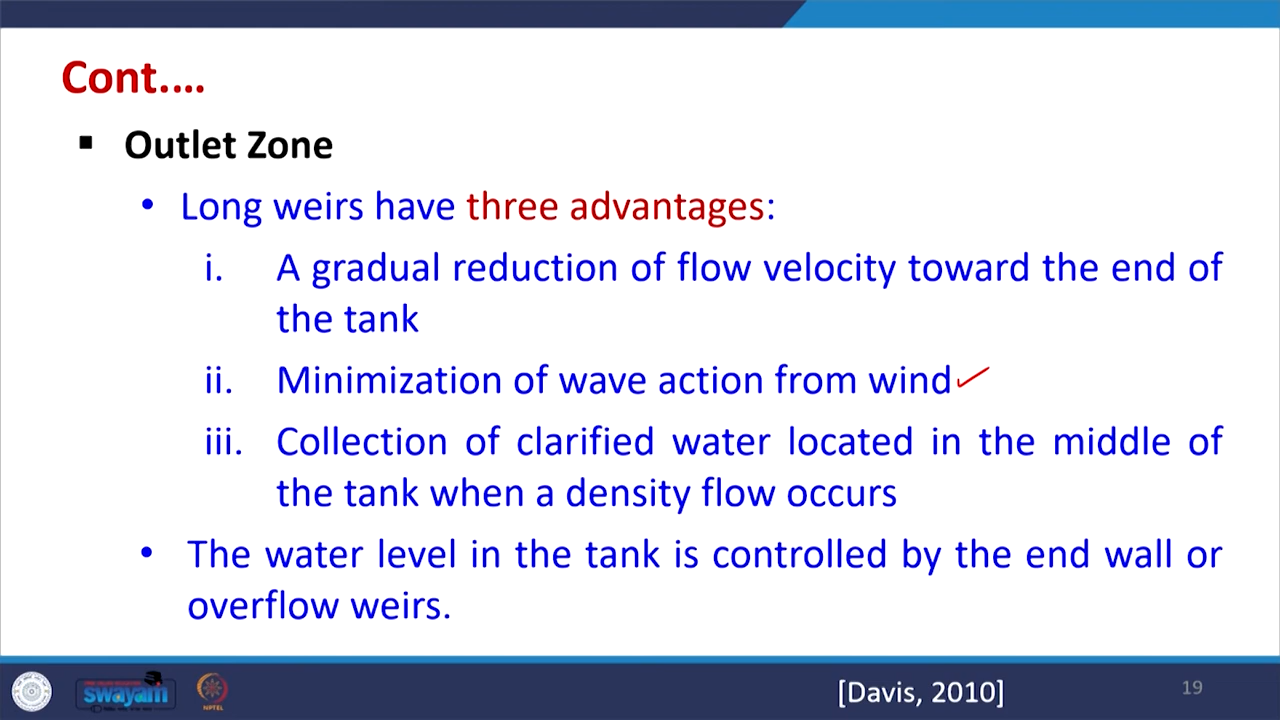 Cont.…
▪ Outlet Zone
• Long weirs have three advantages:
i. A gradual reduction of flow velocity toward the end of
the tank
ii. Minimization of wave action from wind
iii. Collection of clarified water located in the middle of
the tank when a density flow occurs
• The water level in the tank is controlled by the end wall or
overflow weirs.
swayam
NPTEL
[Davis, 2010]
19